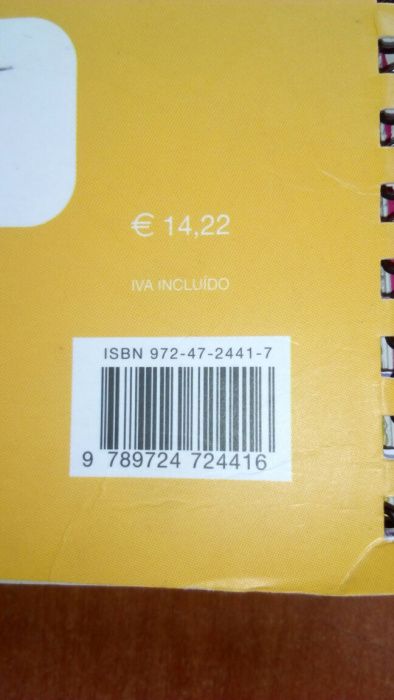 € 14,22
IVA INCLUÍDO
ISBN 972-47-2441-7
9 789724 724416